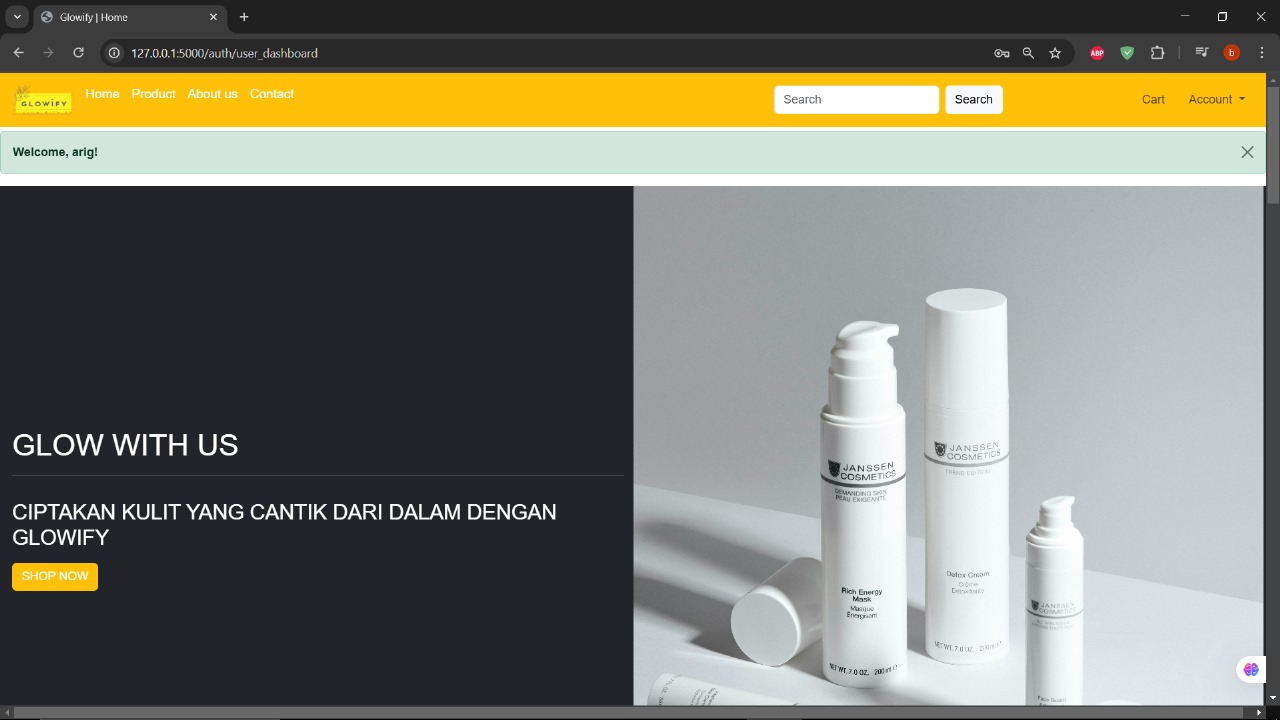 Glowify | Home
127.0.0.1:5000/auth/user_dashboard
ABP
b
GLOWIFY
Home Product About us Contact
Search
Search
Cart
Account
Welcome, arig!
GLOW WITH US
CIPTAKAN KULIT YANG CANTIK DARI DALAM DENGAN
GLOWIFY
SHOP NOW
JANSSEN
COSMETICS
DEMANDING SKIN
PEAU EXIGEANTE
Rich Energy
Mask
Masque
Energisant
NET WT. 7.0 OZ. 200 ml ℮
JANSSEN
COSMETICS
TREND EDITION
Detox Cream
Crème
Detoxifiante
NET WT. 7.0 OZ. 200 ml ℮
JANSSEN
COSMETICS
Face Guard